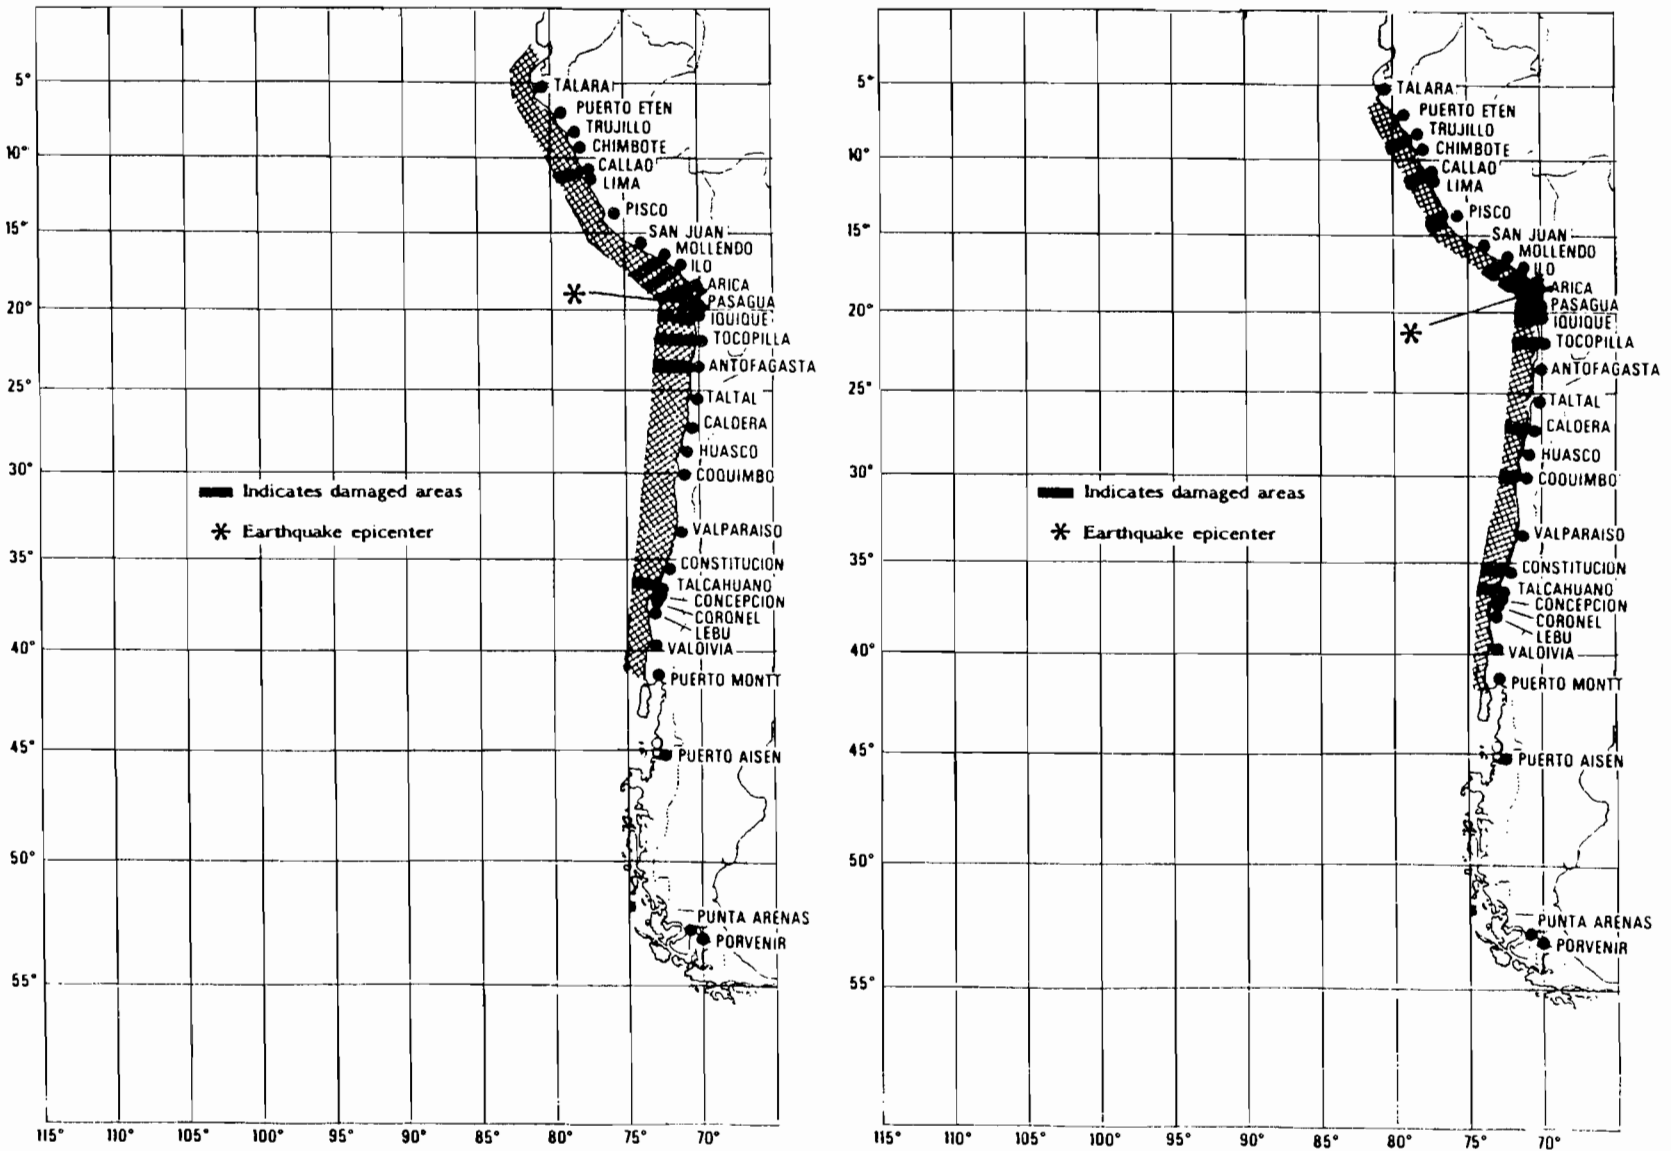 5°
TALARA
PUERTO ETEN
TRUJILLO
CHIMBOTE
10°
CALLAO
LIMA
PISCO
15°
SAN JUAN
MOLLENDO
ILO
ARICA
PASAGUA
20°
IQUIQUE
TOCOPILLA
ANTOFAGASTA
25°
TALTAL
CALDERA
HUASCO
30°
COQUIMBO
Indicates damaged areas
Earthquake epicenter
VALPARAISO
35°
CONSTITUCION
TALCAHUANO
CONCEPCION
CORONEL
LEBU
40°
VALDIVIA
PUERTO MONTT
45°
PUERTO AISEN
50°
PUNTA ARENAS
PORVENIR
55°
115° 110° 105° 100° 95° 90° 85° 80° 75° 70°
5°
TALARA
PUERTO ETEN
TRUJILLO
CHIMBOTE
10°
CALLAO
LIMA
PISCO
15°
SAN JUAN
MOLLENDO
ILO
ARICA
PASAGUA
20°
IQUIQUE
TOCOPILLA
ANTOFAGASTA
25°
TALTAL
CALDERA
HUASCO
30°
COQUIMBO
Indicates damaged areas
Earthquake epicenter
VALPARAISO
35°
CONSTITUCION
TALCAHUANO
CONCEPCION
CORONEL
LEBU
40°
VALDIVIA
PUERTO MONTT
45°
PUERTO AISEN
50°
PUNTA ARENAS
PORVENIR
55°
115° 110° 105° 100° 95° 90° 85° 80° 75° 70°